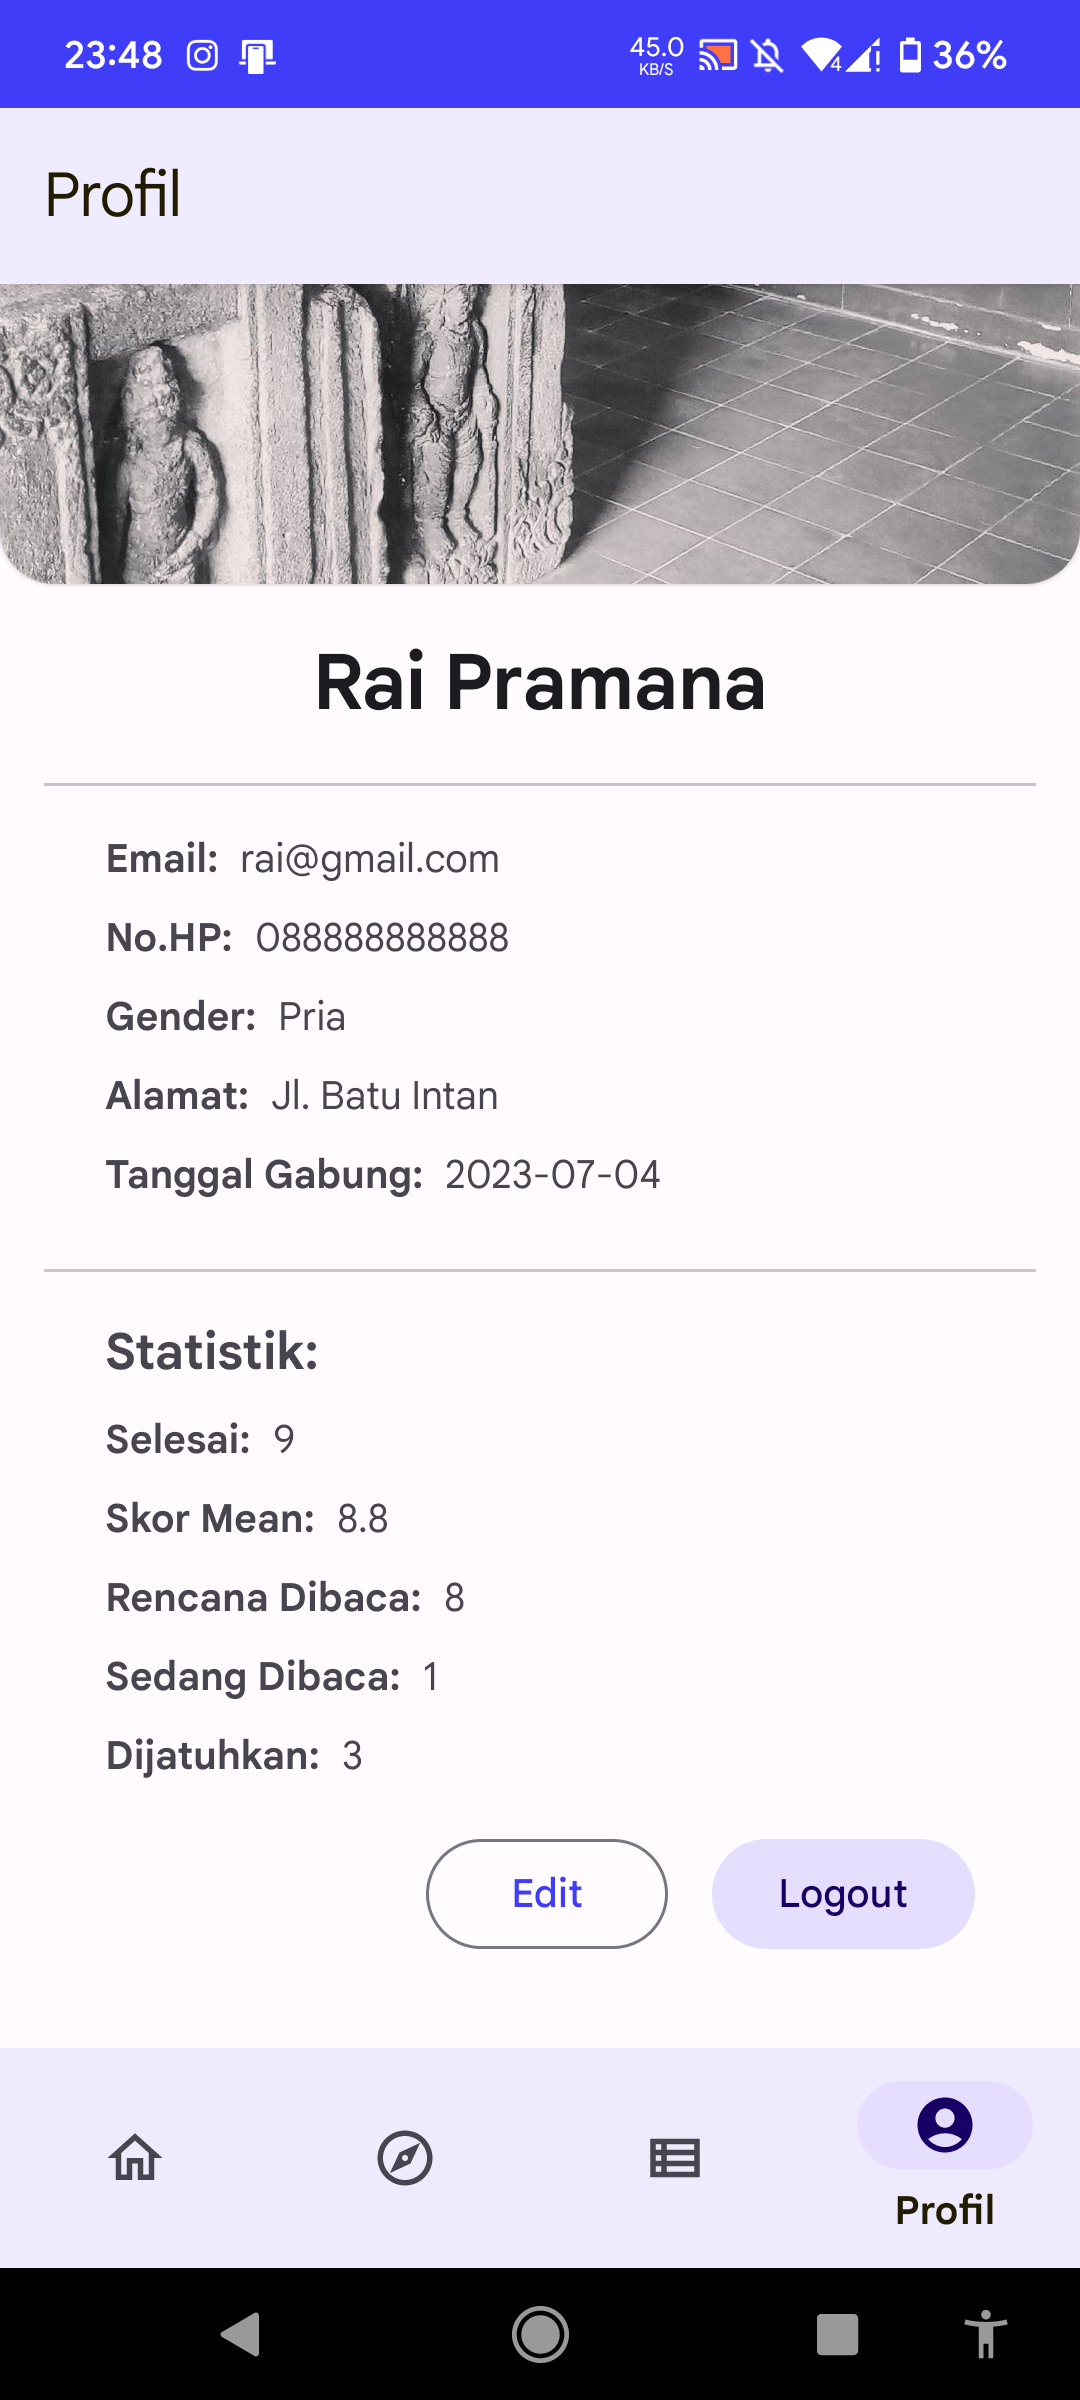 23:48
45.0
KB/S
4
36%
Profil
Rai Pramana
Email: rai@gmail.com
No.HP: 088888888888
Gender: Pria
Alamat: Jl. Batu Intan
Tanggal Gabung: 2023-07-04
Statistik:
Selesai: 9
Skor Mean: 8.8
Rencana Dibaca: 8
Sedang Dibaca: 1
Dijatuhkan: 3
Edit
Logout
Profil